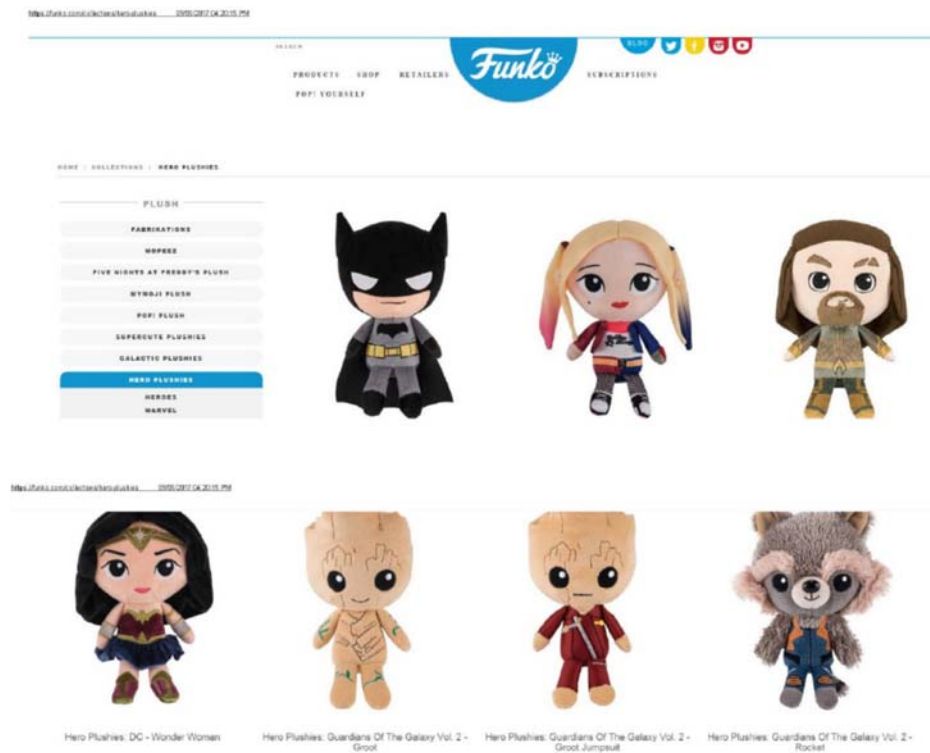 SEARCH
BLOG
Funko
PRODUCTS SHOP RETAILERS SUBSCRIPTIONS
POP! YOURSELF
HOME | COLLECTIONS | HERO PLUSHIES
PLUSH
FABRIKATIONS
MOPEEZ
FIVE NIGHTS AT FREDDY'S PLUSH
MYMOJI PLUSH
POP! PLUSH
SUPERCUTE PLUSHIES
GALACTIC PLUSHIES
HERO PLUSHIES
HEROES
MARVEL
Hero Plushies: DC - Wonder Woman
Hero Plushies: Guardians Of The Galaxy Vol. 2 -
Groot
Hero Plushies: Guardians Of The Galaxy Vol. 2 -
Groot Jumpsuit
Hero Plushies: Guardians Of The Galaxy Vol. 2 -
Rocket